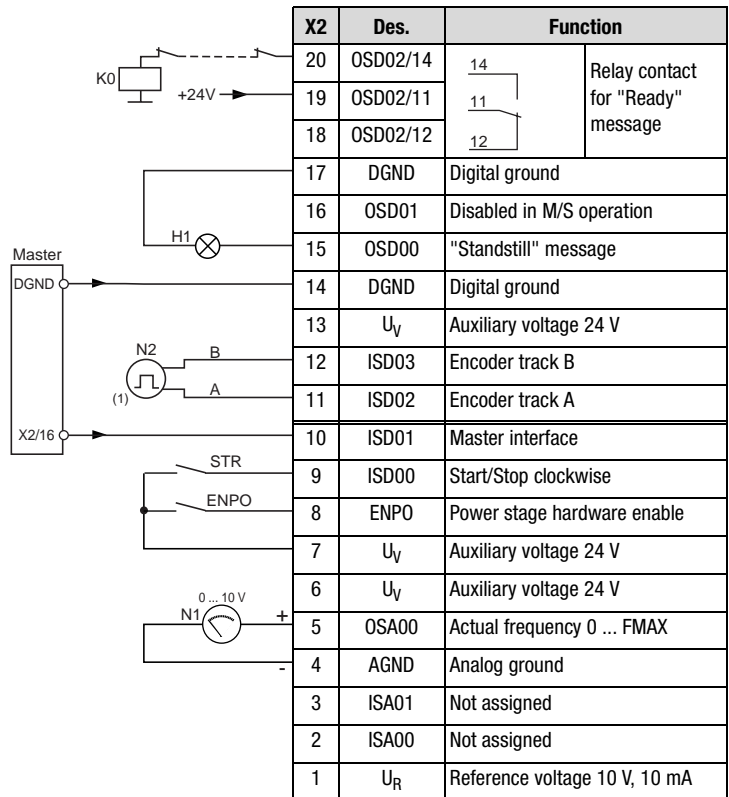 X2 Des. Function
20 OSD02/14 14 Relay contact
K0 for "Ready"
+24V 19 OSD02/11 11 message
18 OSD02/12 12
17 DGND Digital ground
16 OSD01 Disabled in M/S operation
H1 15 OSD00 "Standstill" message
Master
DGND 14 DGND Digital ground
13 UV Auxiliary voltage 24 V
N2 B 12 ISD03 Encoder track B
(1) A 11 ISD02 Encoder track A
X2/16 10 ISD01 Master interface
STR 9 ISD00 Start/Stop clockwise
ENPO 8 ENPO Power stage hardware enable
7 UV Auxiliary voltage 24 V
6 UV Auxiliary voltage 24 V
0 ... 10 V
N1 + 5 OSA00 Actual frequency 0 ... FMAX
- 4 AGND Analog ground
3 ISA01 Not assigned
2 ISA00 Not assigned
1 UR Reference voltage 10 V, 10 mA